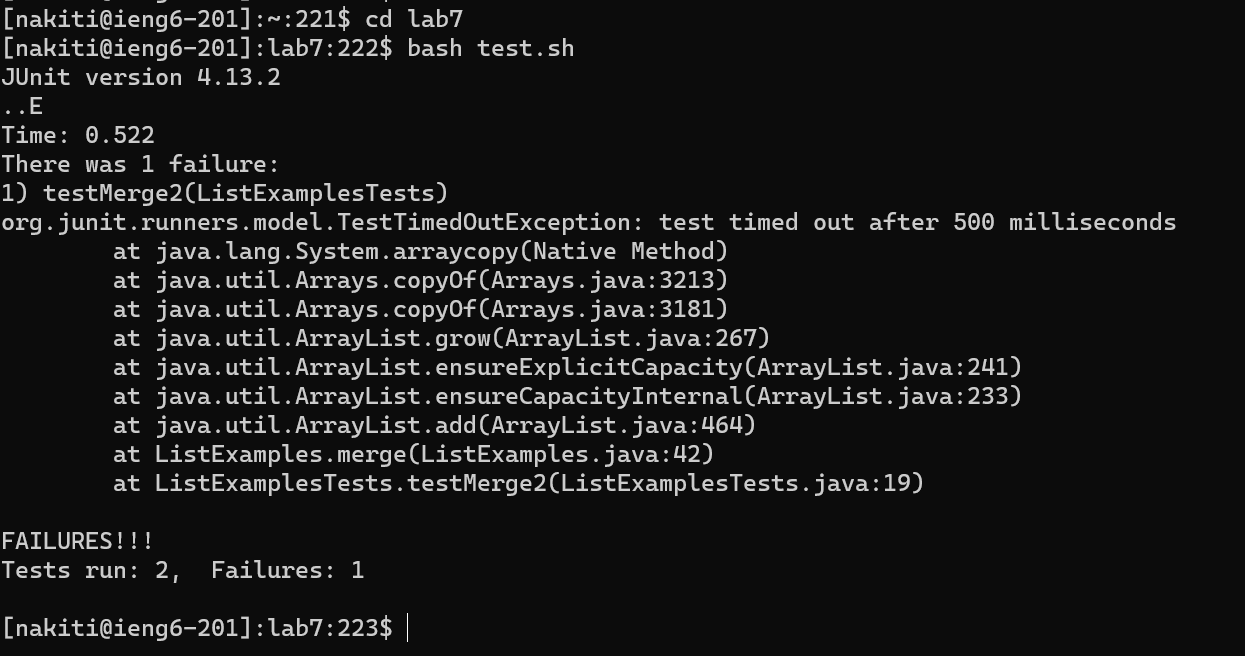 [nakiti@ieng6-201]:~:221$ cd lab7
[nakiti@ieng6-201]:lab7:222$ bash test.sh
JUnit version 4.13.2
..E
Time: 0.522
There was 1 failure:
1) testMerge2(ListExamplesTests)
org.junit.runners.model.TestTimedOutException: test timed out after 500 milliseconds
        at java.lang.System.arraycopy(Native Method)
        at java.util.Arrays.copyOf(Arrays.java:3213)
        at java.util.Arrays.copyOf(Arrays.java:3181)
        at java.util.ArrayList.grow(ArrayList.java:267)
        at java.util.ArrayList.ensureExplicitCapacity(ArrayList.java:241)
        at java.util.ArrayList.ensureCapacityInternal(ArrayList.java:233)
        at java.util.ArrayList.add(ArrayList.java:464)
        at ListExamples.merge(ListExamples.java:42)
        at ListExamplesTests.testMerge2(ListExamplesTests.java:19)

FAILURES!!!
Tests run: 2,  Failures: 1

[nakiti@ieng6-201]:lab7:223$